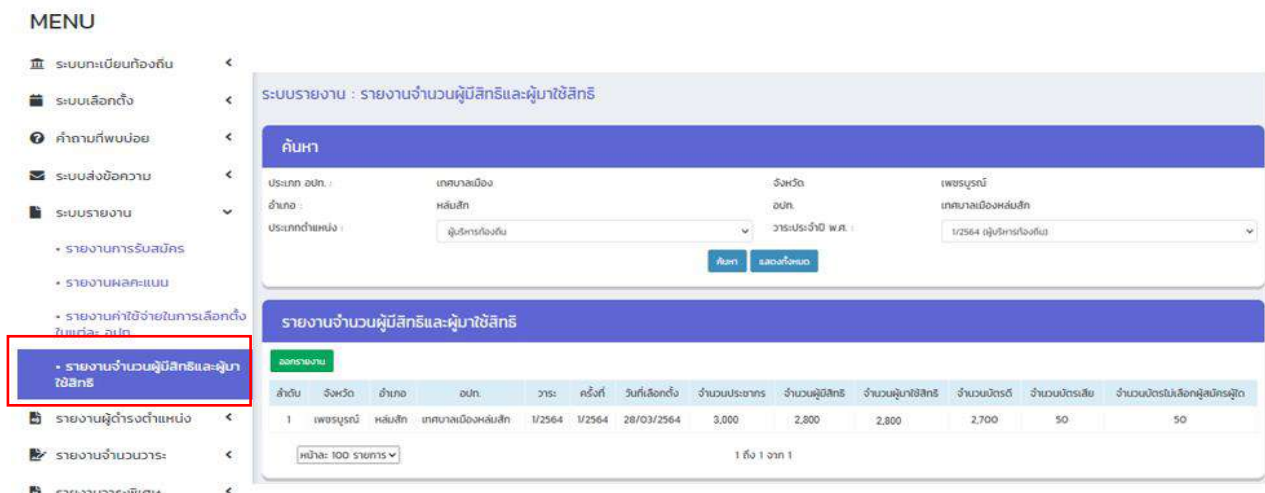 MENU
ระบบทะเบียนท้องถิ่น
ระบบเลือกตั้ง
คำถามที่พบบ่อย
ระบบส่งข้อความ
ระบบรายงาน
• รายงานการรับสมัคร
• รายงานผลคะแนน
• รายงานค่าใช้จ่ายในการเลือกตั้ง
ในแต่ละ อปท
• รายงานจำนวนผู้มีสิทธิและผู้มา
ใช้สิทธิ
รายงานผู้ดำรงตำแหน่ง
รายงานจำนวนวาระ
รายงานวาระพิเศษ
ระบบรายงาน : รายงานจำนวนผู้มีสิทธิและผู้มาใช้สิทธิ
ค้นหา
ประเภท อปท. : เทศบาลเมือง จังหวัด เพชรบูรณ์
อำเภอ : หล่มสัก อปท. เทศบาลเมืองหล่มสัก
ประเภทตำแหน่ง : ผู้บริหารท้องถิ่น วาระประจำปี พ.ศ. : 1/2564 (ผู้บริหารท้องถิ่น)
ค้นหา แสดงทั้งหมด
รายงานจำนวนผู้มีสิทธิและผู้มาใช้สิทธิ
ออกรายงาน
ลำดับ จังหวัด อำเภอ อปท. วาระ ครั้งที่ วันที่เลือกตั้ง จำนวนประชากร จำนวนผู้มีสิทธิ จำนวนผู้มาใช้สิทธิ จำนวนบัตรดี จำนวนบัตรเสีย จำนวนบัตรไม่เลือกผู้สมัครผู้ใด
1 เพชรบูรณ์ หล่มสัก เทศบาลเมืองหล่มสัก 1/2564 1/2564 28/03/2564 3,000 2,800 2,800 2,700 50 50
หน้าละ 100 รายการ 1 ถึง 1 จาก 1